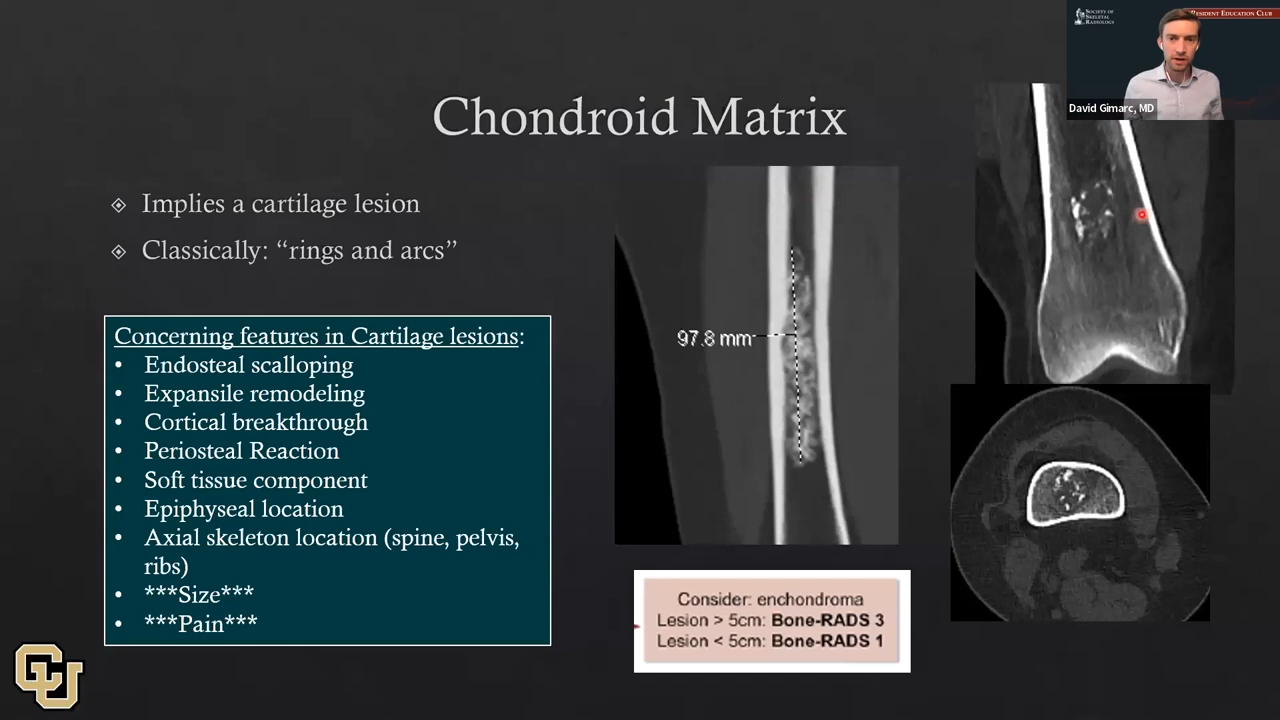 SOCIETY OF
SKELETAL
RADIOLOGY
RESIDENT EDUCATION CLUB
David Gimarc, MD
Chondroid Matrix
Implies a cartilage lesion
Classically: “rings and arcs”
Concerning features in Cartilage lesions:
• Endosteal scalloping
• Expansile remodeling
• Cortical breakthrough
• Periosteal Reaction
• Soft tissue component
• Epiphyseal location
• Axial skeleton location (spine, pelvis,
ribs)
• ***Size***
• ***Pain***
97.8 mm
Consider: enchondroma
Lesion > 5cm: Bone-RADS 3
Lesion < 5cm: Bone-RADS 1
CU